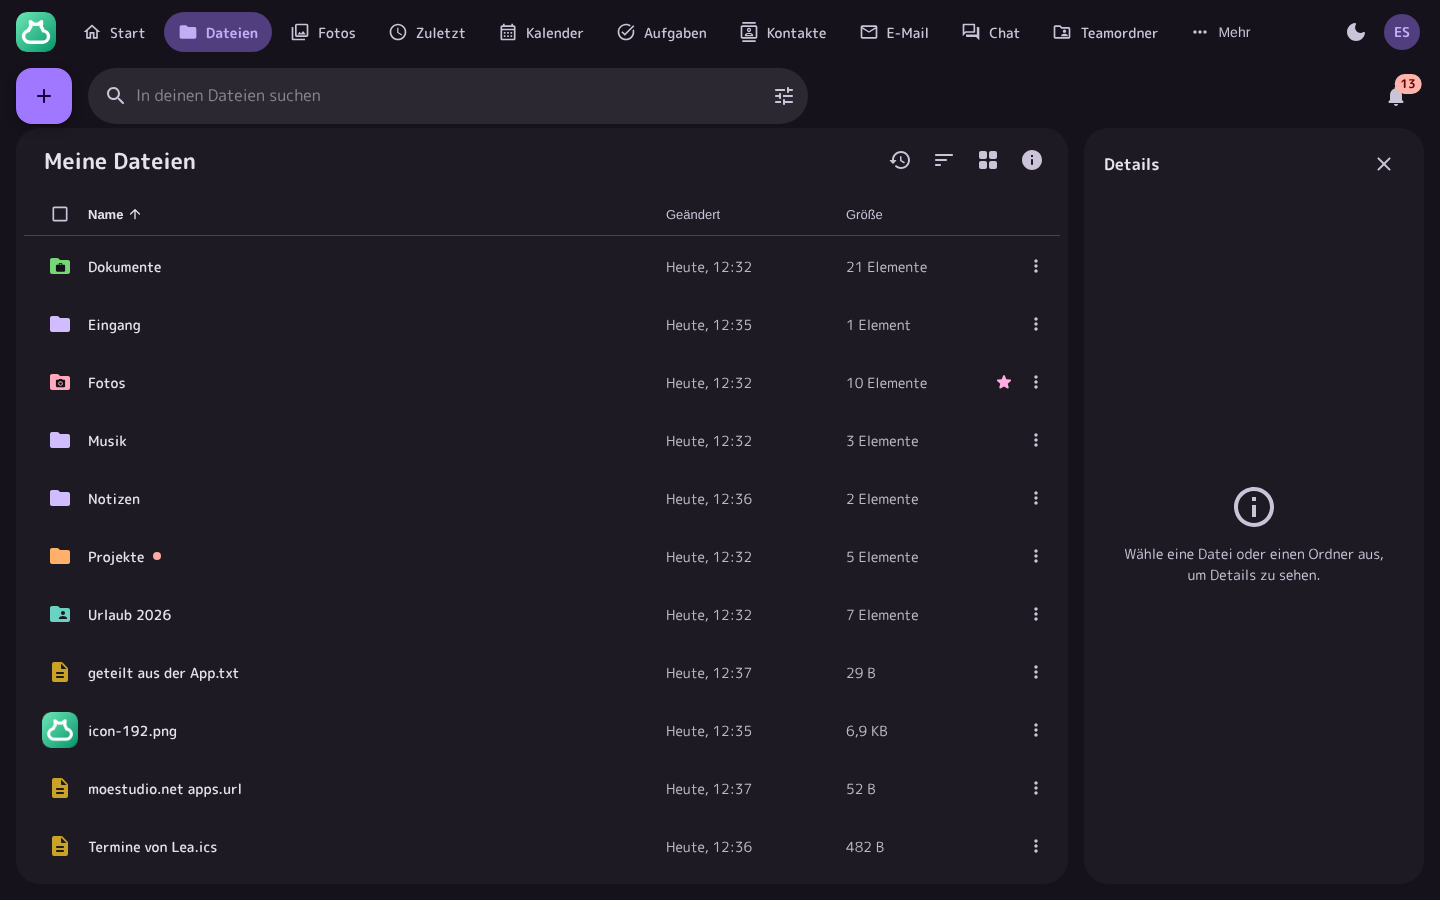 Start
Dateien
Fotos
Zuletzt
Kalender
Aufgaben
Kontakte
E-Mail
Chat
Teamordner
Mehr
ES
In deinen Dateien suchen
13
Meine Dateien
Name
Geändert
Größe
Dokumente
Heute, 12:32
21 Elemente
Eingang
Heute, 12:35
1 Element
Fotos
Heute, 12:32
10 Elemente
Musik
Heute, 12:32
3 Elemente
Notizen
Heute, 12:36
2 Elemente
Projekte
Heute, 12:32
5 Elemente
Urlaub 2026
Heute, 12:32
7 Elemente
geteilt aus der App.txt
Heute, 12:37
29 B
icon-192.png
Heute, 12:35
6,9 KB
moestudio.net apps.url
Heute, 12:37
52 B
Termine von Lea.ics
Heute, 12:36
482 B
Details
Wähle eine Datei oder einen Ordner aus,
um Details zu sehen.